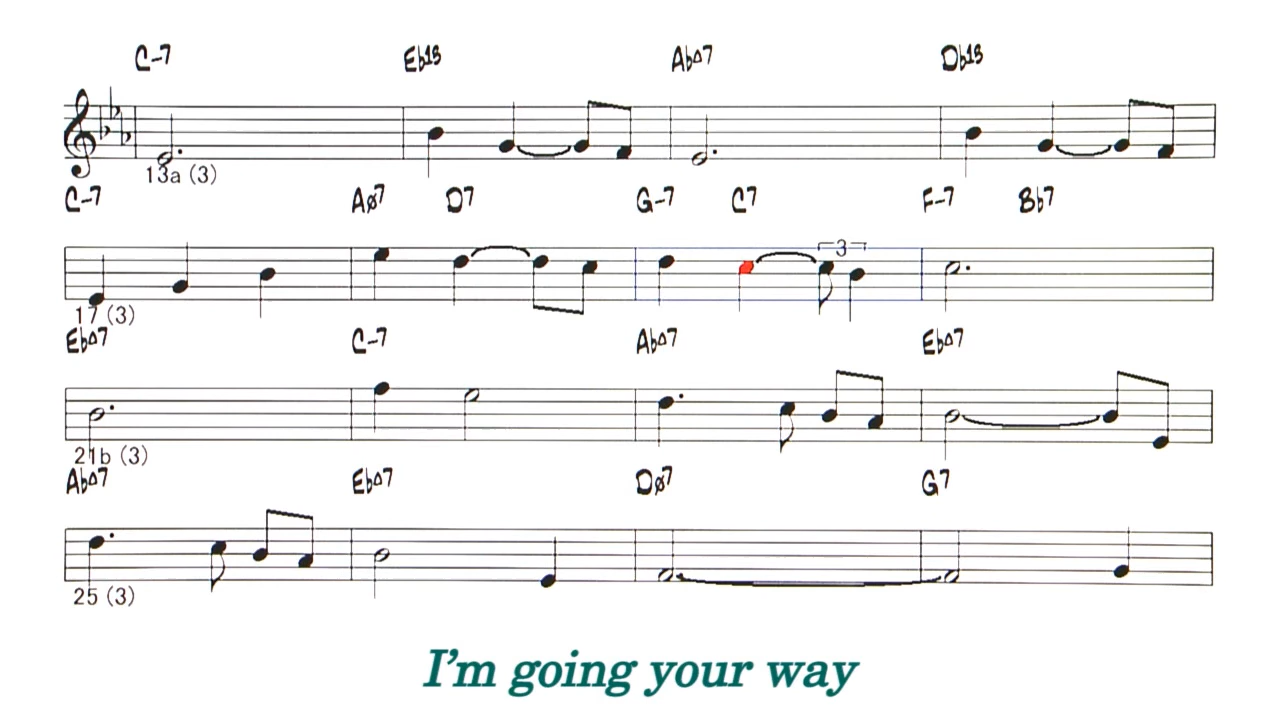 C-7 Eb13 Ab△7 Db13
13a (3)
C-7 Aø7 D7 G-7 C7 F-7 Bb7
3
17 (3)
Eb△7 C-7 Ab△7 Eb△7
21b (3)
Ab△7 Eb△7 Dø7 G7
25 (3)
I'm going your way